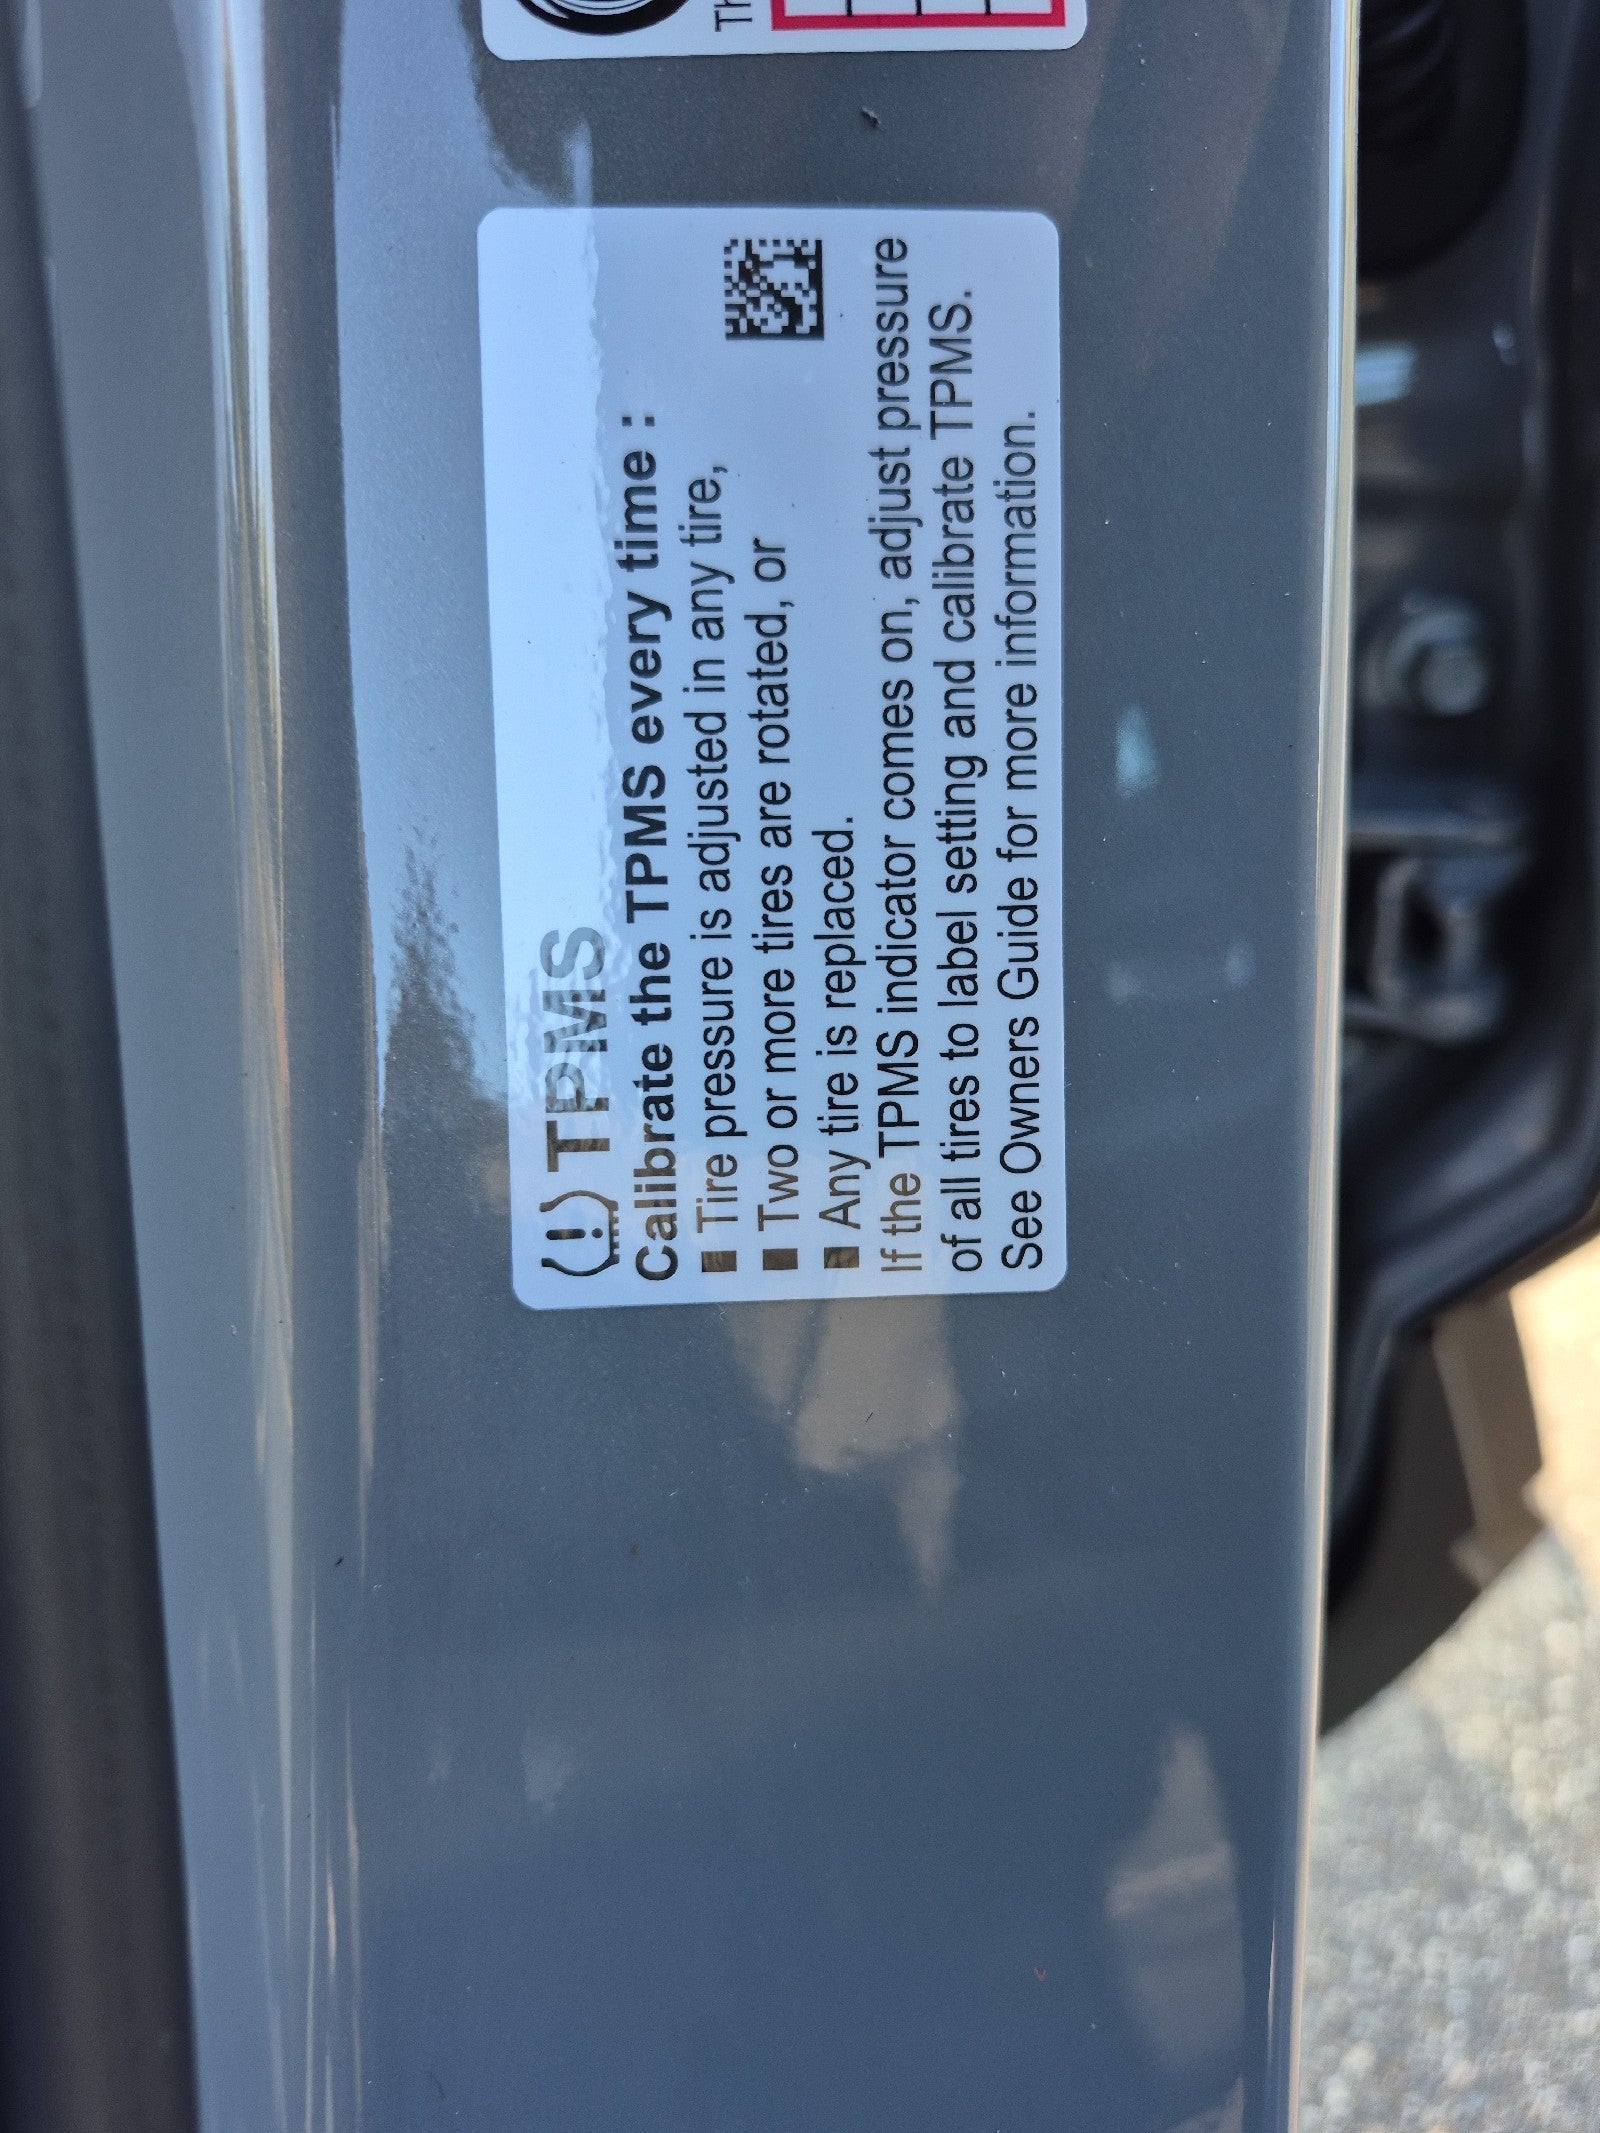 Th
TPMS
Calibrate the TPMS every time :
■ Tire pressure is adjusted in any tire,
■ Two or more tires are rotated, or
■ Any tire is replaced.
If the TPMS indicator comes on, adjust pressure
of all tires to label setting and calibrate TPMS.
See Owners Guide for more information.